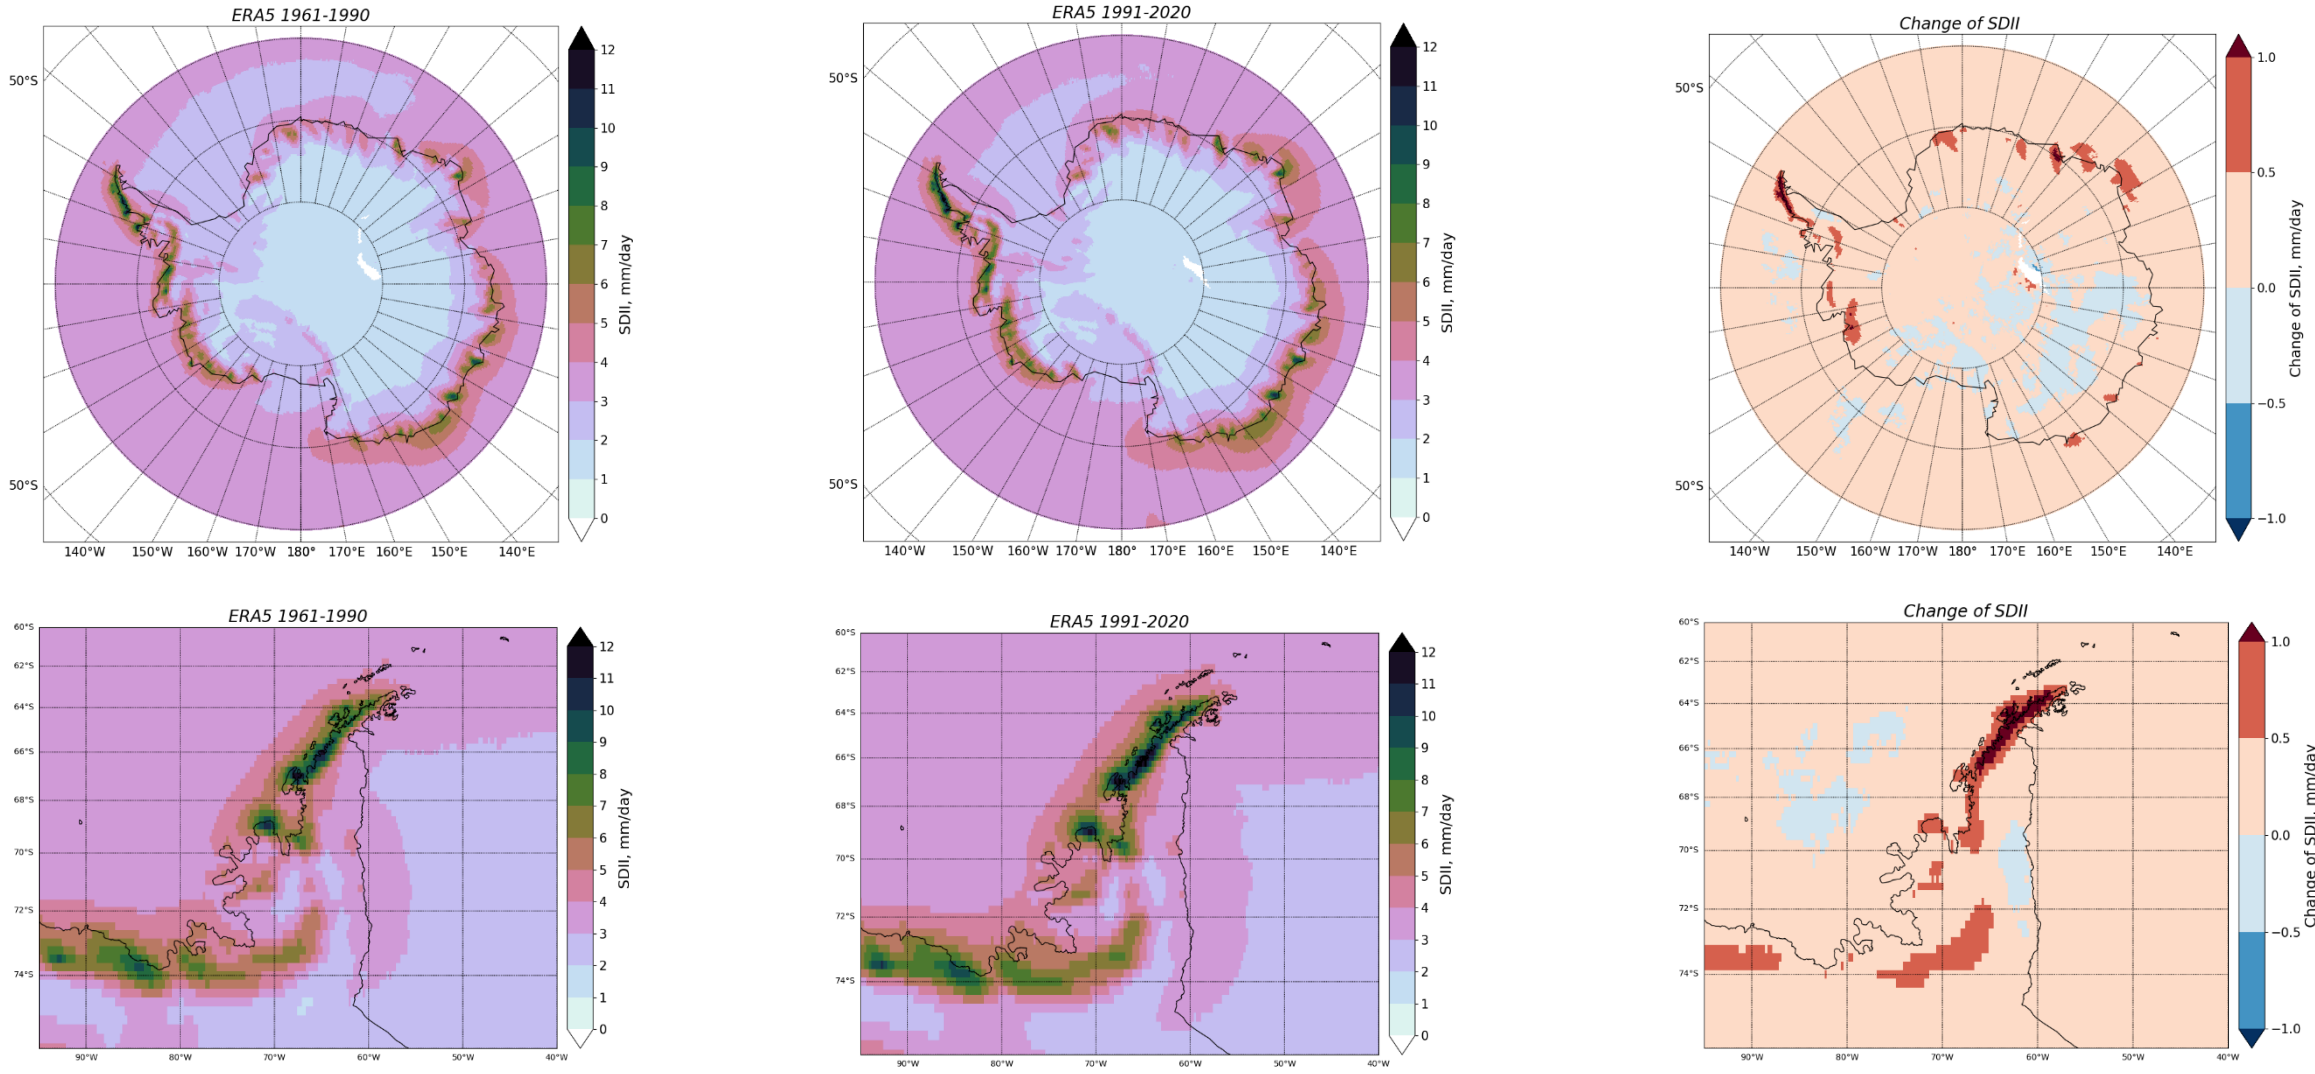 ERA5 1961-1990
50°S
50°S
140°W 150°W 160°W 170°W 180° 170°E 160°E 150°E 140°E
12
11
10
9
8
7
6
5
4
3
2
1
0
SDII, mm/day
ERA5 1991-2020
50°S
50°S
140°W 150°W 160°W 170°W 180° 170°E 160°E 150°E 140°E
12
11
10
9
8
7
6
5
4
3
2
1
0
SDII, mm/day
Change of SDII
50°S
50°S
140°W 150°W 160°W 170°W 180° 170°E 160°E 150°E 140°E
1.0
0.5
0.0
−0.5
−1.0
Change of SDII, mm/day
ERA5 1961-1990
60°S
62°S
64°S
66°S
68°S
70°S
72°S
74°S
90°W 80°W 70°W 60°W 50°W 40°W
12
11
10
9
8
7
6
5
4
3
2
1
0
SDII, mm/day
ERA5 1991-2020
60°S
62°S
64°S
66°S
68°S
70°S
72°S
74°S
90°W 80°W 70°W 60°W 50°W 40°W
12
11
10
9
8
7
6
5
4
3
2
1
0
SDII, mm/day
Change of SDII
60°S
62°S
64°S
66°S
68°S
70°S
72°S
74°S
90°W 80°W 70°W 60°W 50°W 40°W
1.0
0.5
0.0
−0.5
−1.0
Change of SDII, mm/day